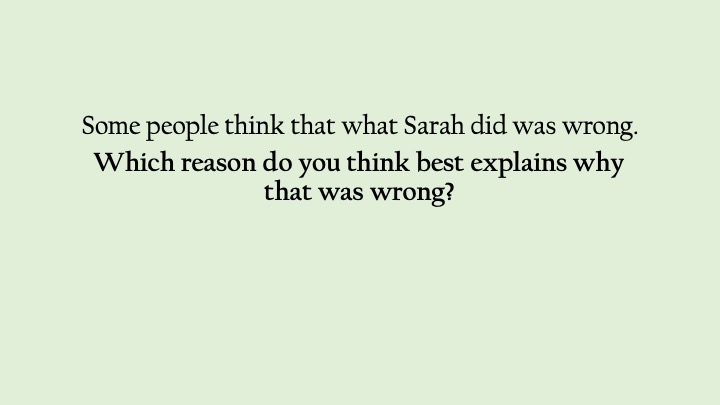 Some people think that what Sarah did was wrong.
Which reason do you think best explains why
that was wrong?